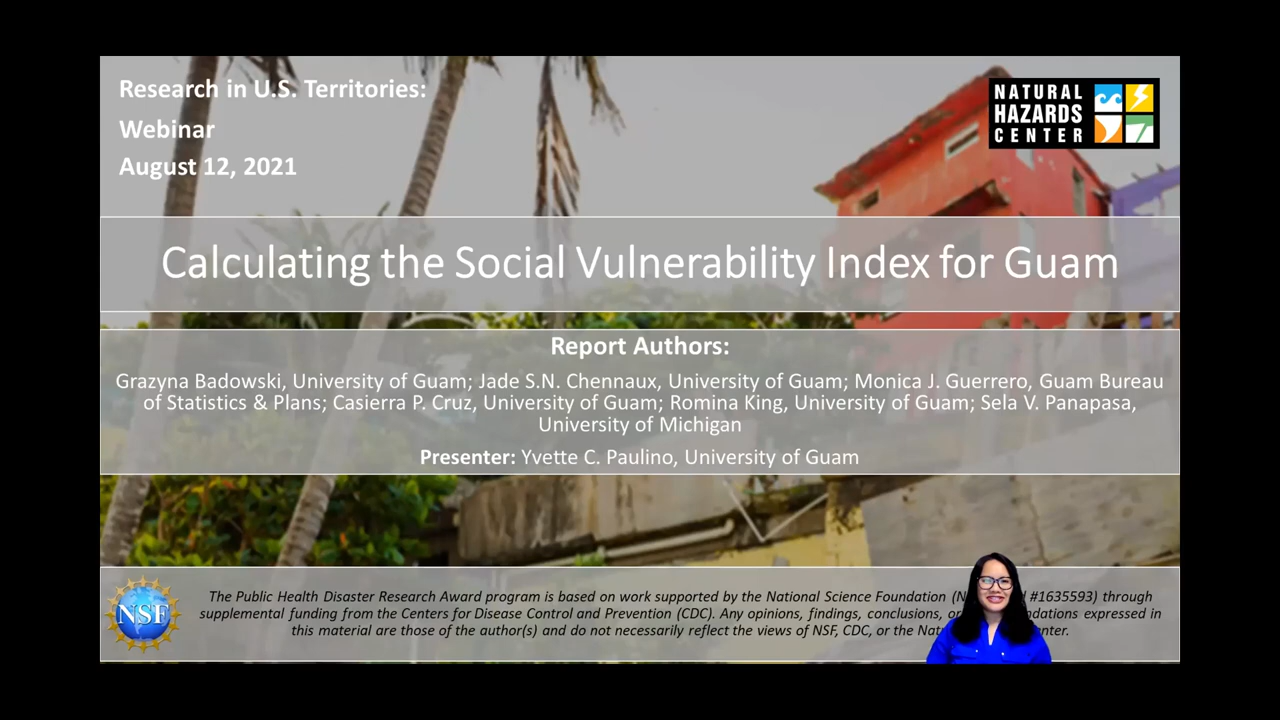 Research in U.S. Territories:
Webinar
August 12, 2021
NATURAL
HAZARDS
CENTER
Calculating the Social Vulnerability Index for Guam
Report Authors:
Grazyna Badowski, University of Guam; Jade S.N. Chennaux, University of Guam; Monica J. Guerrero, Guam Bureau
of Statistics & Plans; Casierra P. Cruz, University of Guam; Romina King, University of Guam; Sela V. Panapasa,
University of Michigan
Presenter: Yvette C. Paulino, University of Guam
NSF
The Public Health Disaster Research Award program is based on work supported by the National Science Foundation #1635593) through
supplemental funding from the Centers for Disease Control and Prevention (CDC). Any opinions, findings, conclusions, expressed in
this material are those of the author(s) and do not necessarily reflect the views of NSF, CDC, or the